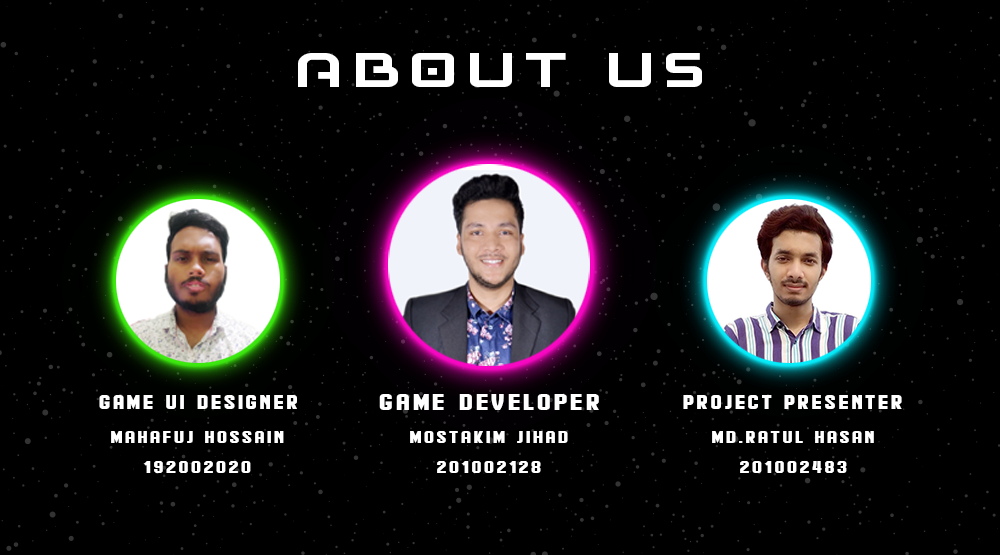 ABOUT US
GAME UI DESIGNER
MAHAFUJ HOSSAIN
192002020
GAME DEVELOPER
MOSTAKIM JIHAD
201002128
PROJECT PRESENTER
MD.RATUL HASAN
201002483